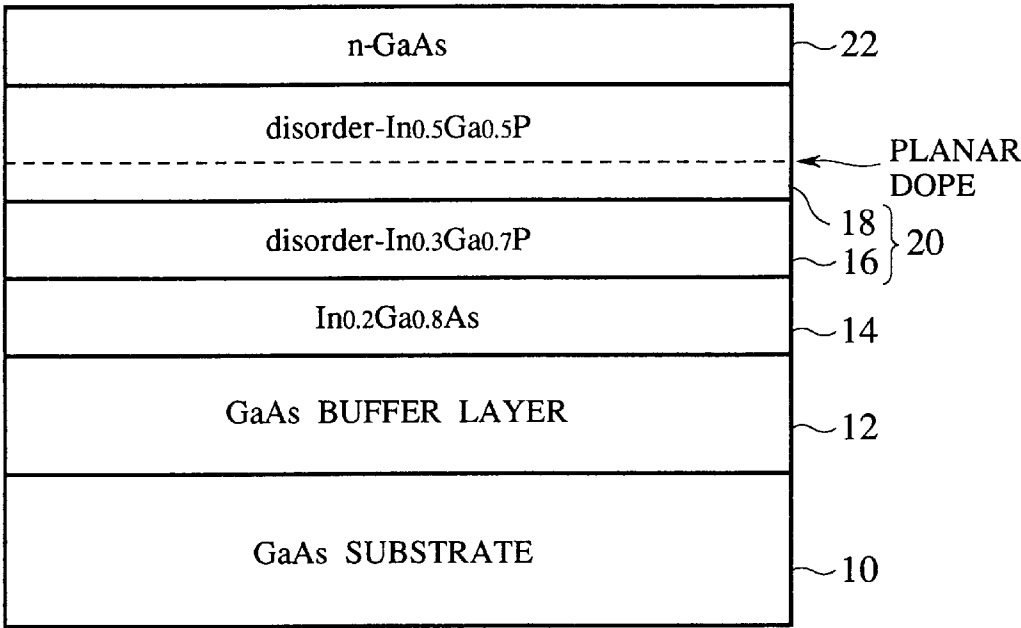 n-GaAs
22
disorder-In0.5Ga0.5P
PLANAR
DOPE
18
disorder-In0.3Ga0.7P
20
16
In0.2Ga0.8As
14
GaAs BUFFER LAYER
12
GaAs SUBSTRATE
10